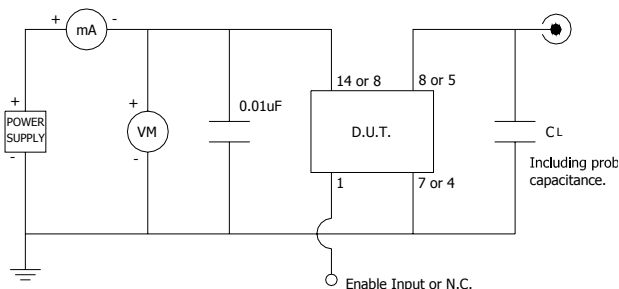 + mA -
14 or 8
8 or 5
+
POWER
SUPPLY
-
+
VM
-
0.01uF
D.U.T.
CL
Including prob
capacitance.
1
7 or 4
Enable Input or N.C.